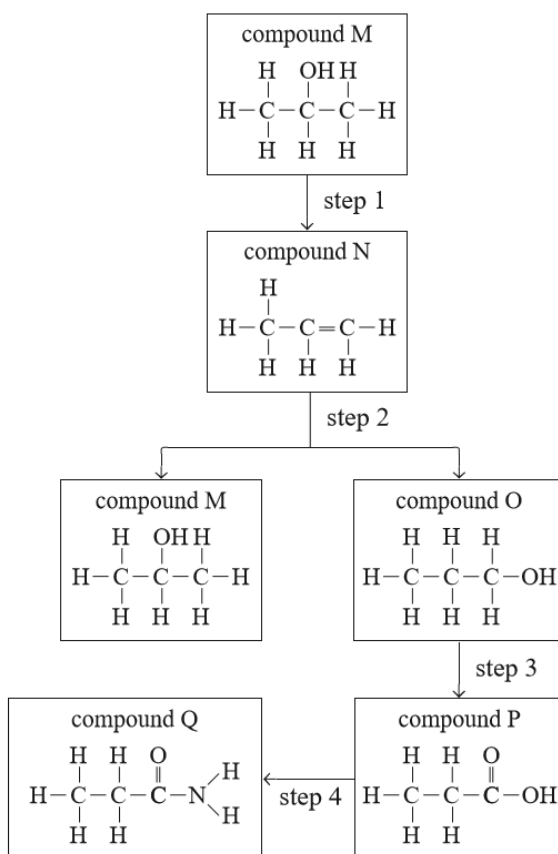 compound M
H OH H
H–C–C–C–H
H H H
step 1
compound N
H
H–C–C=C–H
H H H
step 2
compound M
H OH H
H–C–C–C–H
H H H
compound O
H H H
H–C–C–C–OH
H H H
step 3
compound Q
H H O
H–C–C–C–N
H
H
H H
step 4
compound P
H H O
H–C–C–C–OH
H H